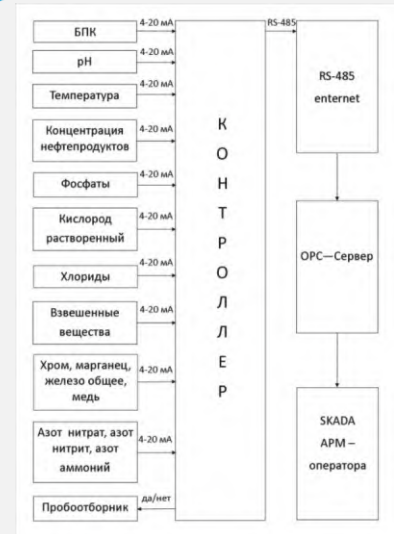 БПК
4-20 мА
рН
4-20 мА
Температура
4-20 мА
Концентрация
нефтепродуктов
4-20 мА
Фосфаты
4-20 мА
Кислород
растворенный
4-20 мА
Хлориды
4-20 мА
Взвешенные
вещества
4-20 мА
Хром, марганец,
железо общее,
медь
4-20 мА
Азот нитрат, азот
нитрит, азот
аммоний
4-20 мА
Пробоотборник
да/нет
К
О
Н
Т
Р
О
Л
Л
Е
Р
RS-485
RS-485
enternet
ОРС—Сервер
SKADA
АРМ –
оператора